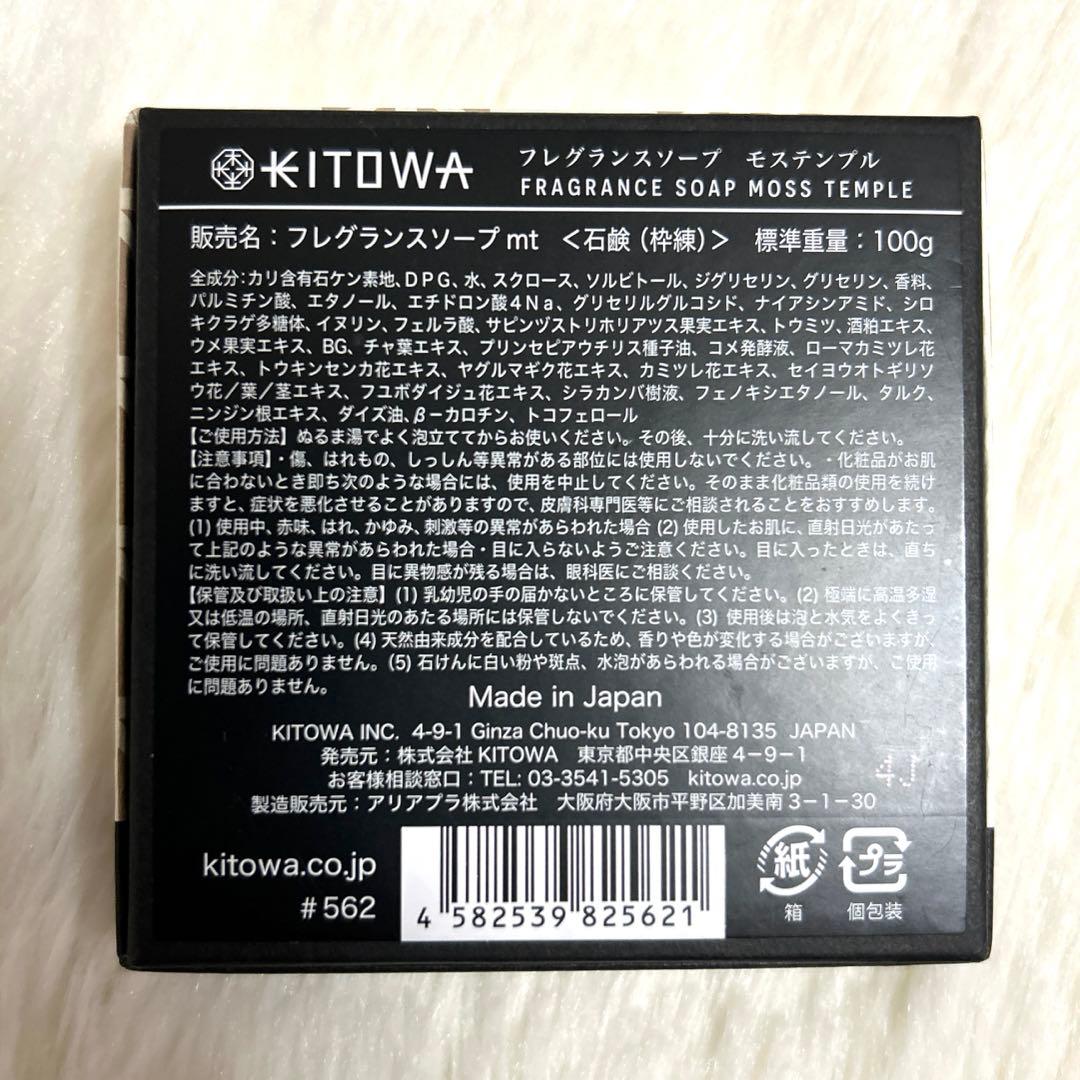 KITOWA フレグランスソープ モステンプル
FRAGRANCE SOAP MOSS TEMPLE
販売名：フレグランスソープmt ＜石鹸（枠練）＞ 標準重量：100g
全成分：カリ含有石ケン素地、DPG、水、スクロース、ソルビトール、ジグリセリン、グリセリン、香料、
パルミチン酸、エタノール、エチドロン酸4Na、グリセリルグルコシド、ナイアシンアミド、シロ
キクラゲ多糖体、イヌリン、フェルラ酸、サピンヅストリホリアツス果実エキス、トウミツ、酒粕エキス、
ウメ果実エキス、BG、チャ葉エキス、プリンセピアウチリス種子油、コメ発酵液、ローマカミツレ花
エキス、トウキンセンカ花エキス、ヤグルマギク花エキス、カミツレ花エキス、セイヨウオトギリソ
ウ花／葉／茎エキス、フユボダイジュ花エキス、シラカンバ樹液、フェノキシエタノール、タルク、
ニンジン根エキス、ダイズ油、β－カロチン、トコフェロール
【ご使用方法】ぬるま湯でよく泡立ててからお使いください。その後、十分に洗い流してください。
【注意事項】・傷、はれもの、しっしん等異常がある部位には使用しないでください。・化粧品がお肌
に合わないとき即ち次のような場合には、使用を中止してください。そのまま化粧品類の使用を続け
ますと、症状を悪化させることがありますので、皮膚科専門医等にご相談されることをおすすめします。
(1) 使用中、赤味、はれ、かゆみ、刺激等の異常があらわれた場合 (2) 使用したお肌に、直射日光があたっ
て上記のような異常があらわれた場合・目に入らないようご注意ください。目に入ったときは、直ち
に洗い流してください。目に異物感が残る場合は、眼科医にご相談ください。
【保管及び取扱い上の注意】(1) 乳幼児の手の届かないところに保管してください。(2) 極端に高温多湿
又は低温の場所、直射日光のあたる場所には保管しないでください。(3) 使用後は泡と水気をよくきっ
て保管してください。(4) 天然由来成分を配合しているため、香りや色が変化する場合がございますが、
ご使用に問題ありません。(5) 石けんに白い粉や斑点、水泡があらわれる場合がございますが、ご使用
に問題ありません。
Made in Japan
KITOWA INC. 4-9-1 Ginza Chuo-ku Tokyo 104-8135 JAPAN
発売元：株式会社KITOWA 東京都中央区銀座4－9－1
お客様相談窓口：TEL: 03-3541-5305 kitowa.co.jp
4J
製造販売元：アリアプラ株式会社 大阪府大阪市平野区加美南3－1－30
kitowa.co.jp
#562
4 582539 825621
紙
箱
プラ
個包装